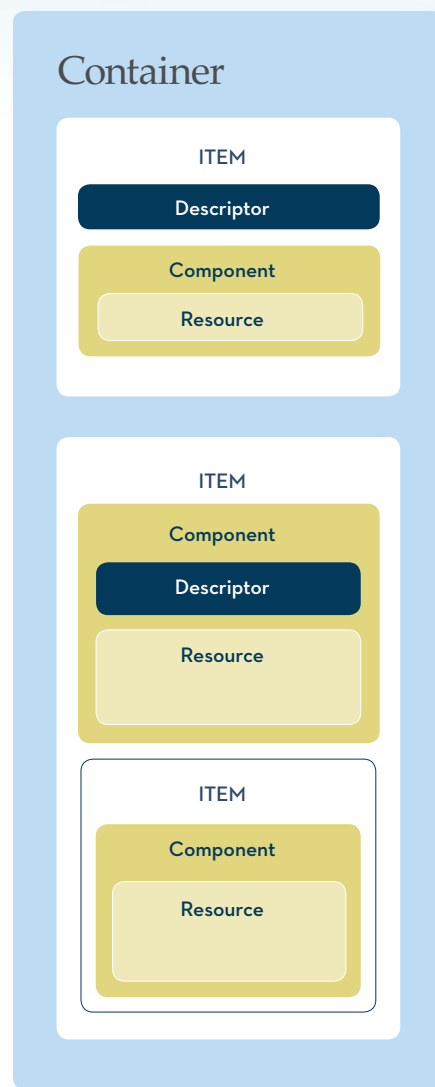 Container
ITEM
Descriptor
Component
Resource
ITEM
Component
Descriptor
Resource
ITEM
Component
Resource